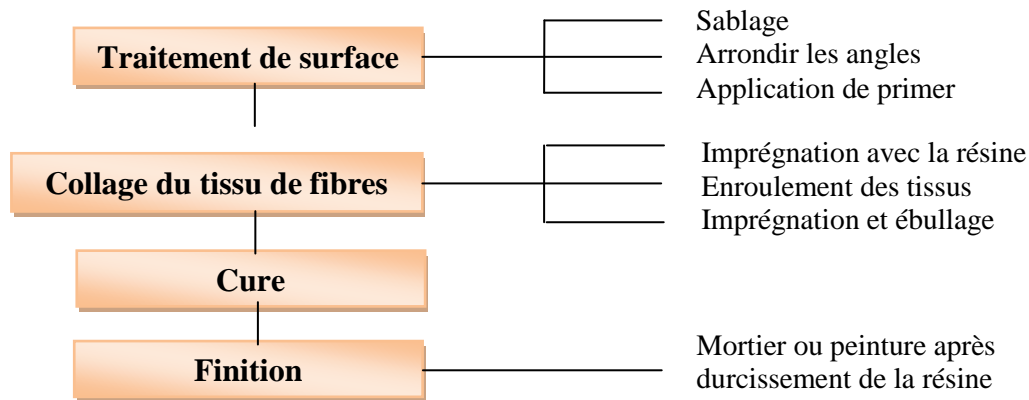 Traitement de surface
Sablage
Arrondir les angles
Application de primer
Collage du tissu de fibres
Imprégnation avec la résine
Enroulement des tissus
Imprégnation et ébullage
Cure
Finition
Mortier ou peinture après
durcissement de la résine